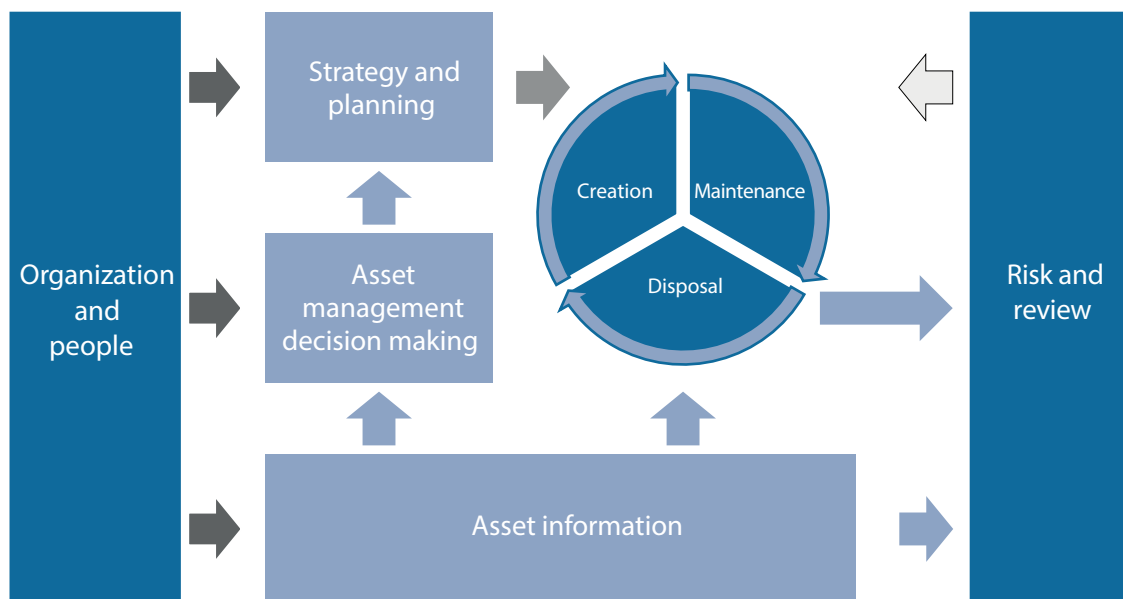 Organization
and
people
Strategy and
planning
Asset
management
decision making
Creation
Maintenance
Disposal
Asset information
Risk and
review